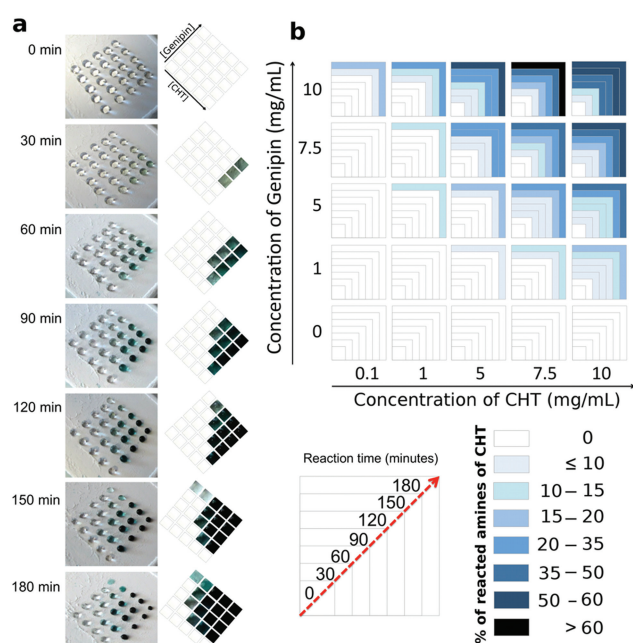 a
0 min
[Genipin]
[CHT]
30 min
60 min
90 min
120 min
150 min
180 min
b
Concentration of Genipin (mg/mL)
10
7.5
5
1
0
0.1 1 5 7.5 10
Concentration of CHT (mg/mL)
Reaction time (minutes)
180
150
120
90
60
30
0
% of reacted amines of CHT
0
≤ 10
10 – 15
15 – 20
20 – 35
35 – 50
50 – 60
> 60